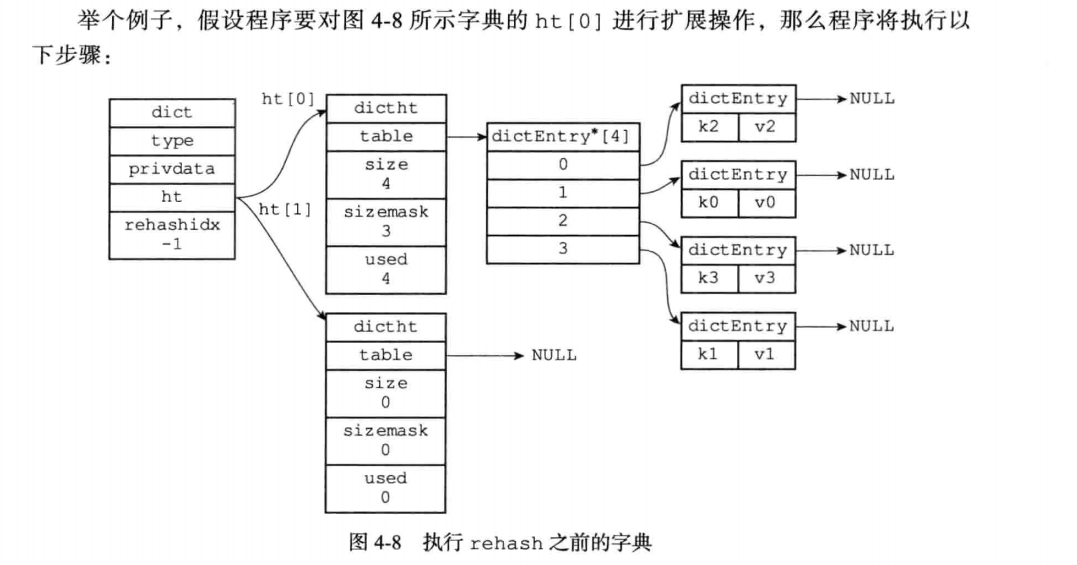 举个例子，假设程序要对图 4-8 所示字典的 ht[0] 进行扩展操作，那么程序将执行以
下步骤：
dict
type
privdata
ht
rehashidx
-1
ht[0]
ht[1]
dictht
table
size
4
sizemask
3
used
4
dictEntry*[4]
0
1
2
3
dictEntry
k2 v2
NULL
dictEntry
k0 v0
NULL
dictEntry
k3 v3
NULL
dictEntry
k1 v1
NULL
dictht
table
NULL
size
0
sizemask
0
used
0
图 4-8 执行 rehash 之前的字典